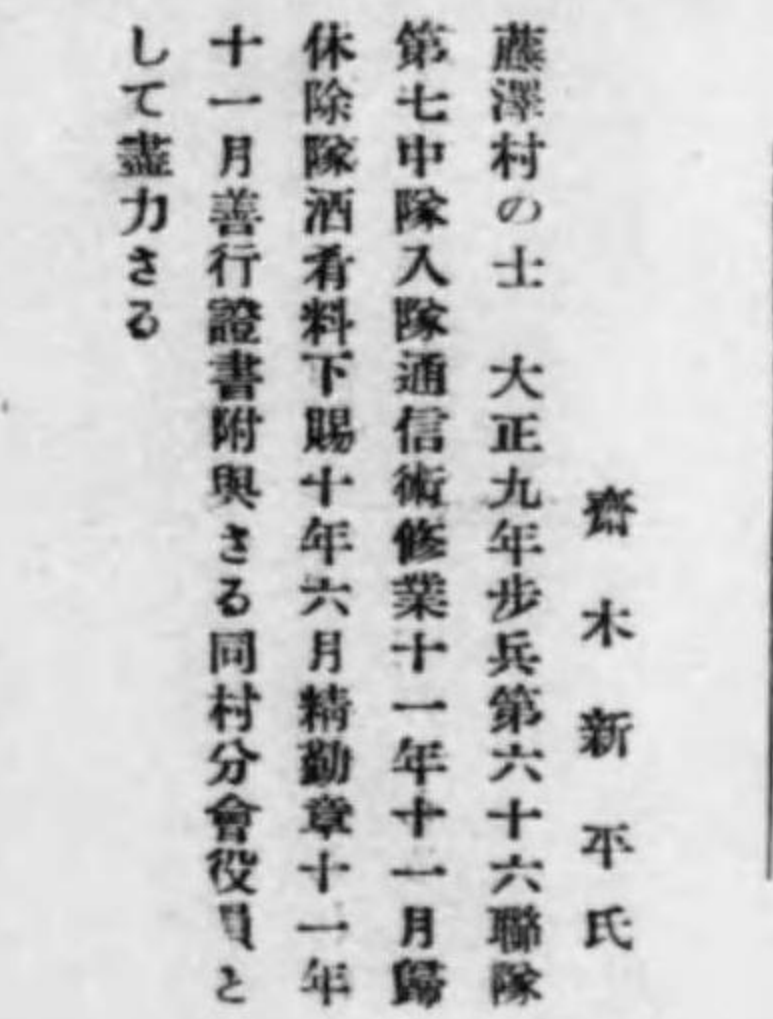 齋木新平氏
藤澤村の士　大正九年步兵第六十六聯隊
第七中隊入隊通信術修業十一年十一月歸
休除隊酒肴料下賜十年六月精勤章十一年
十一月善行證書附與さる同村分會役員と
して盡力さる